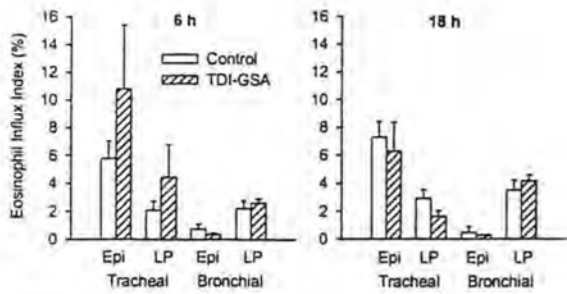 6 h
18 h
Eosinophil Influx Index (%)
16
14
12
10
8
6
4
2
0
Control
TDI-GSA
16
14
12
10
8
6
4
2
0
Epi LP Epi LP
Tracheal Bronchial
Epi LP Epi LP
Tracheal Bronchial